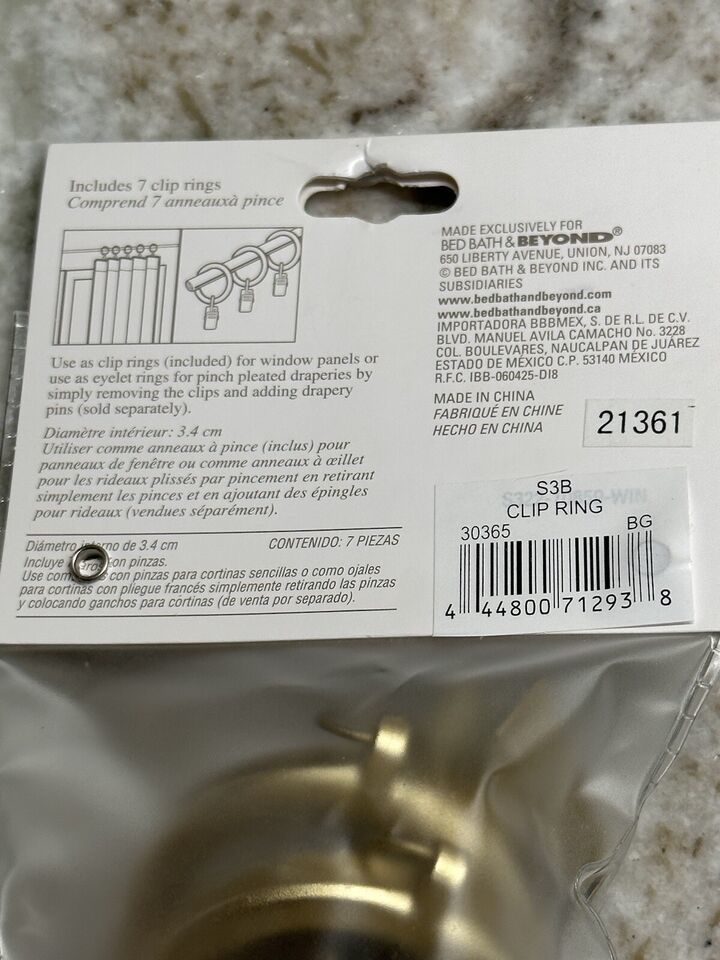 Includes 7 clip rings
Comprend 7 anneauxà pince
Use as clip rings (included) for window panels or
use as eyelet rings for pinch pleated draperies by
simply removing the clips and adding drapery
pins (sold separately).
Diamètre intérieur: 3.4 cm
Utiliser comme anneaux à pince (inclus) pour
panneaux de fenêtre ou comme anneaux à œillet
pour les rideaux plissés par pincement en retirant
simplement les pinces et en ajoutant des épingles
pour rideaux (vendues séparément).
Diámetro interno de 3.4 cm CONTENIDO: 7 PIEZAS
Incluye con pinzas.
Use con pinzas para cortinas sencillas o como ojales
para cortinas con pliegue francés simplemente retirando las pinzas
y colocando ganchos para cortinas (de venta por separado).
MADE EXCLUSIVELY FOR
BED BATH & BEYOND®
650 LIBERTY AVENUE, UNION, NJ 07083
© BED BATH & BEYOND INC. AND ITS
SUBSIDIARIES
www.bedbathandbeyond.com
www.bedbathandbeyond.ca
IMPORTADORA BBBMEX, S. DE R.L. DE C.V.
BLVD. MANUEL AVILA CAMACHO No. 3228
COL. BOULEVARES, NAUCALPAN DE JUÁREZ
ESTADO DE MÉXICO C.P. 53140 MÉXICO
R.F.C. IBB-060425-DI8
MADE IN CHINA
FABRIQUÉ EN CHINE
HECHO EN CHINA
21361
S3B
CLIP RING
30365 BG
4 44800 71293 8